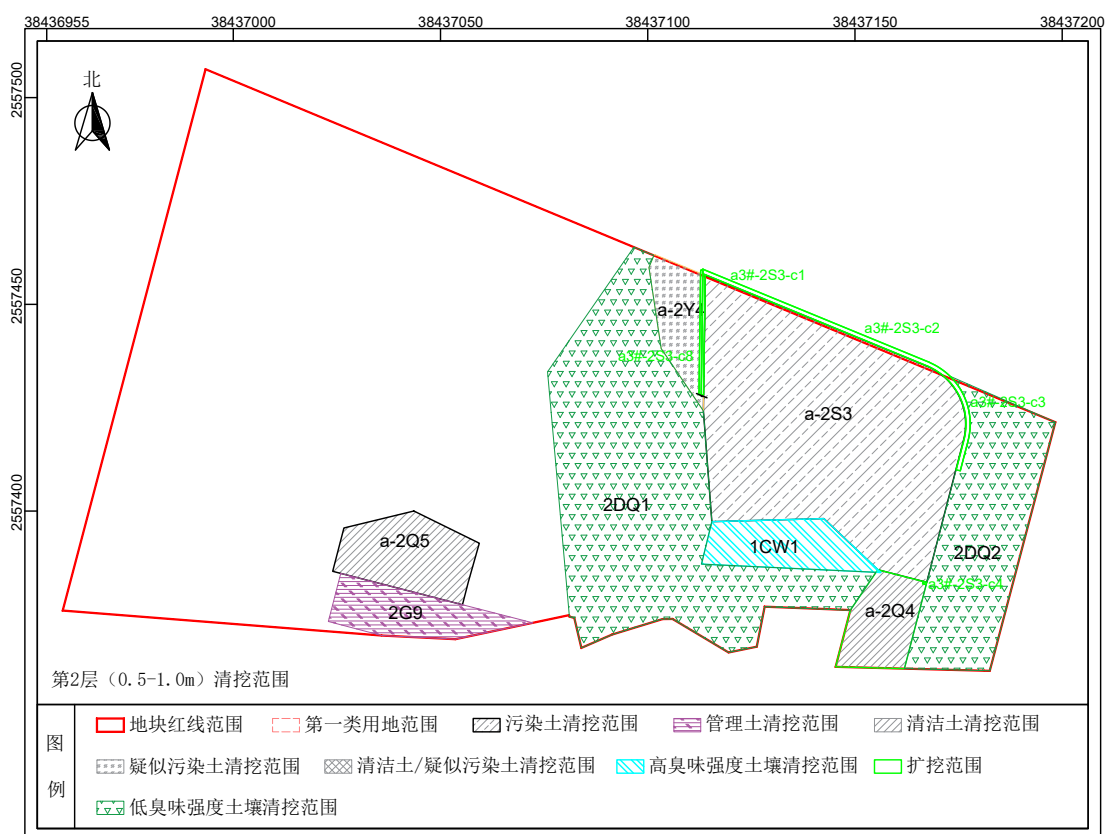 38436955 38437000 38437050 38437100 38437150 38437200
2557500
北
2557450
a3#-2S3-c1
a-2Y4
a3#-2S3-c2
a3#-2S3-c8
a3#-2S3-c3
a-2S3
2557400
2DQ1
a-2Q5
1CW1
2DQ2
a3#-2S3-c4
a-2Q4
2G9
第2层（0.5-1.0m）清挖范围
图例
地块红线范围 第一类用地范围 污染土清挖范围 管理土清挖范围 清洁土清挖范围
疑似污染土清挖范围 清洁土/疑似污染土清挖范围 高臭味强度土壤清挖范围 扩挖范围
低臭味强度土壤清挖范围